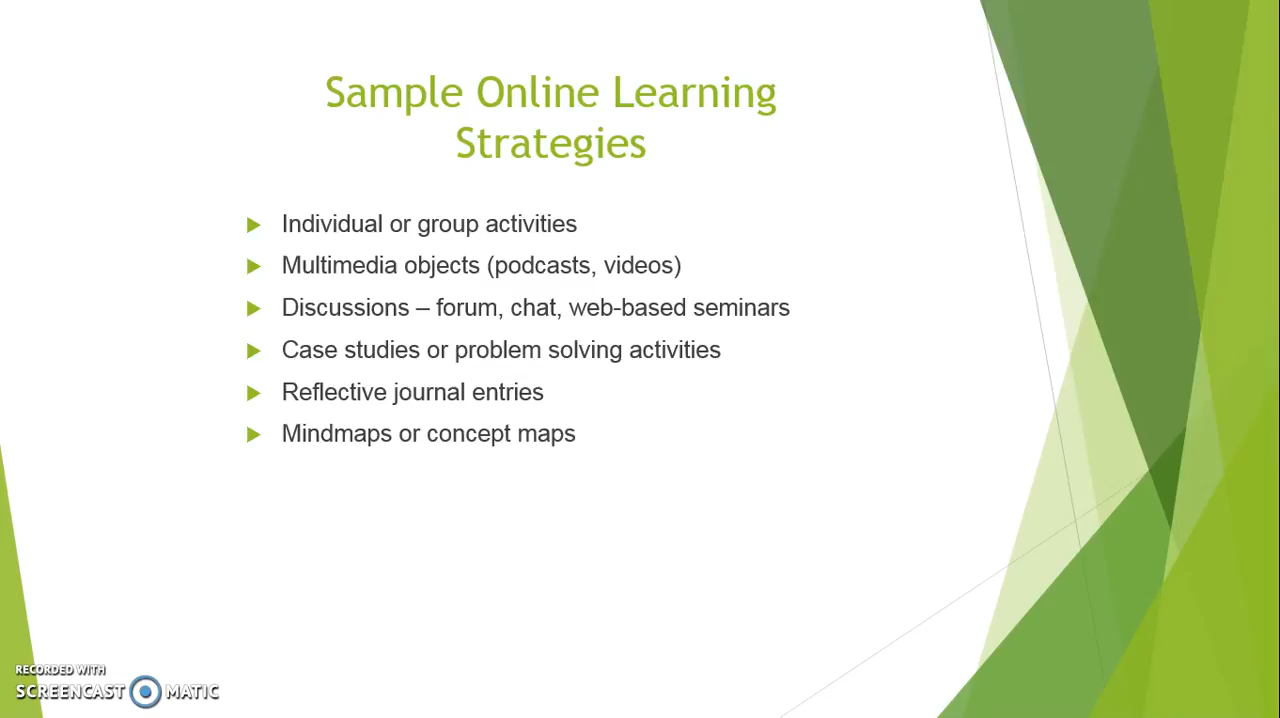 Sample Online Learning
Strategies
Individual or group activities
Multimedia objects (podcasts, videos)
Discussions – forum, chat, web-based seminars
Case studies or problem solving activities
Reflective journal entries
Mindmaps or concept maps
RECORDED WITH
SCREENCAST MATIC